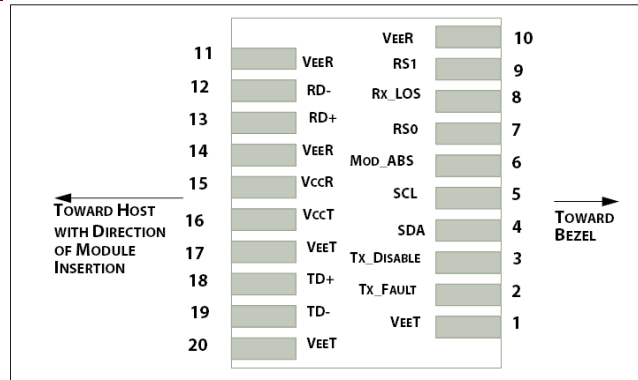 11 VEER
12 RD-
13 RD+
14 VEER
15 VCCR
16 VCCT
17 VEET
18 TD+
19 TD-
20 VEET
VEER 10
RS1 9
RX_LOS 8
RS0 7
MOD_ABS 6
SCL 5
SDA 4
TX_DISABLE 3
TX_FAULT 2
VEET 1
TOWARD HOST
WITH DIRECTION
OF MODULE
INSERTION
TOWARD
BEZEL